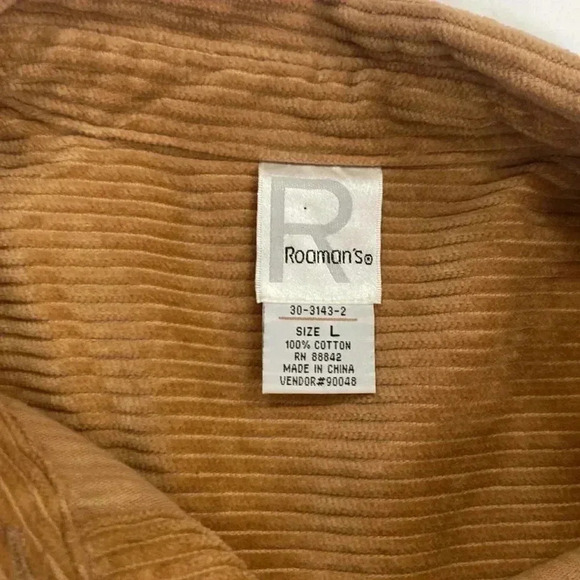 R
Roaman's®
30-3143-2
SIZE L
100% COTTON
RN 88842
MADE IN CHINA
VENDOR#90048